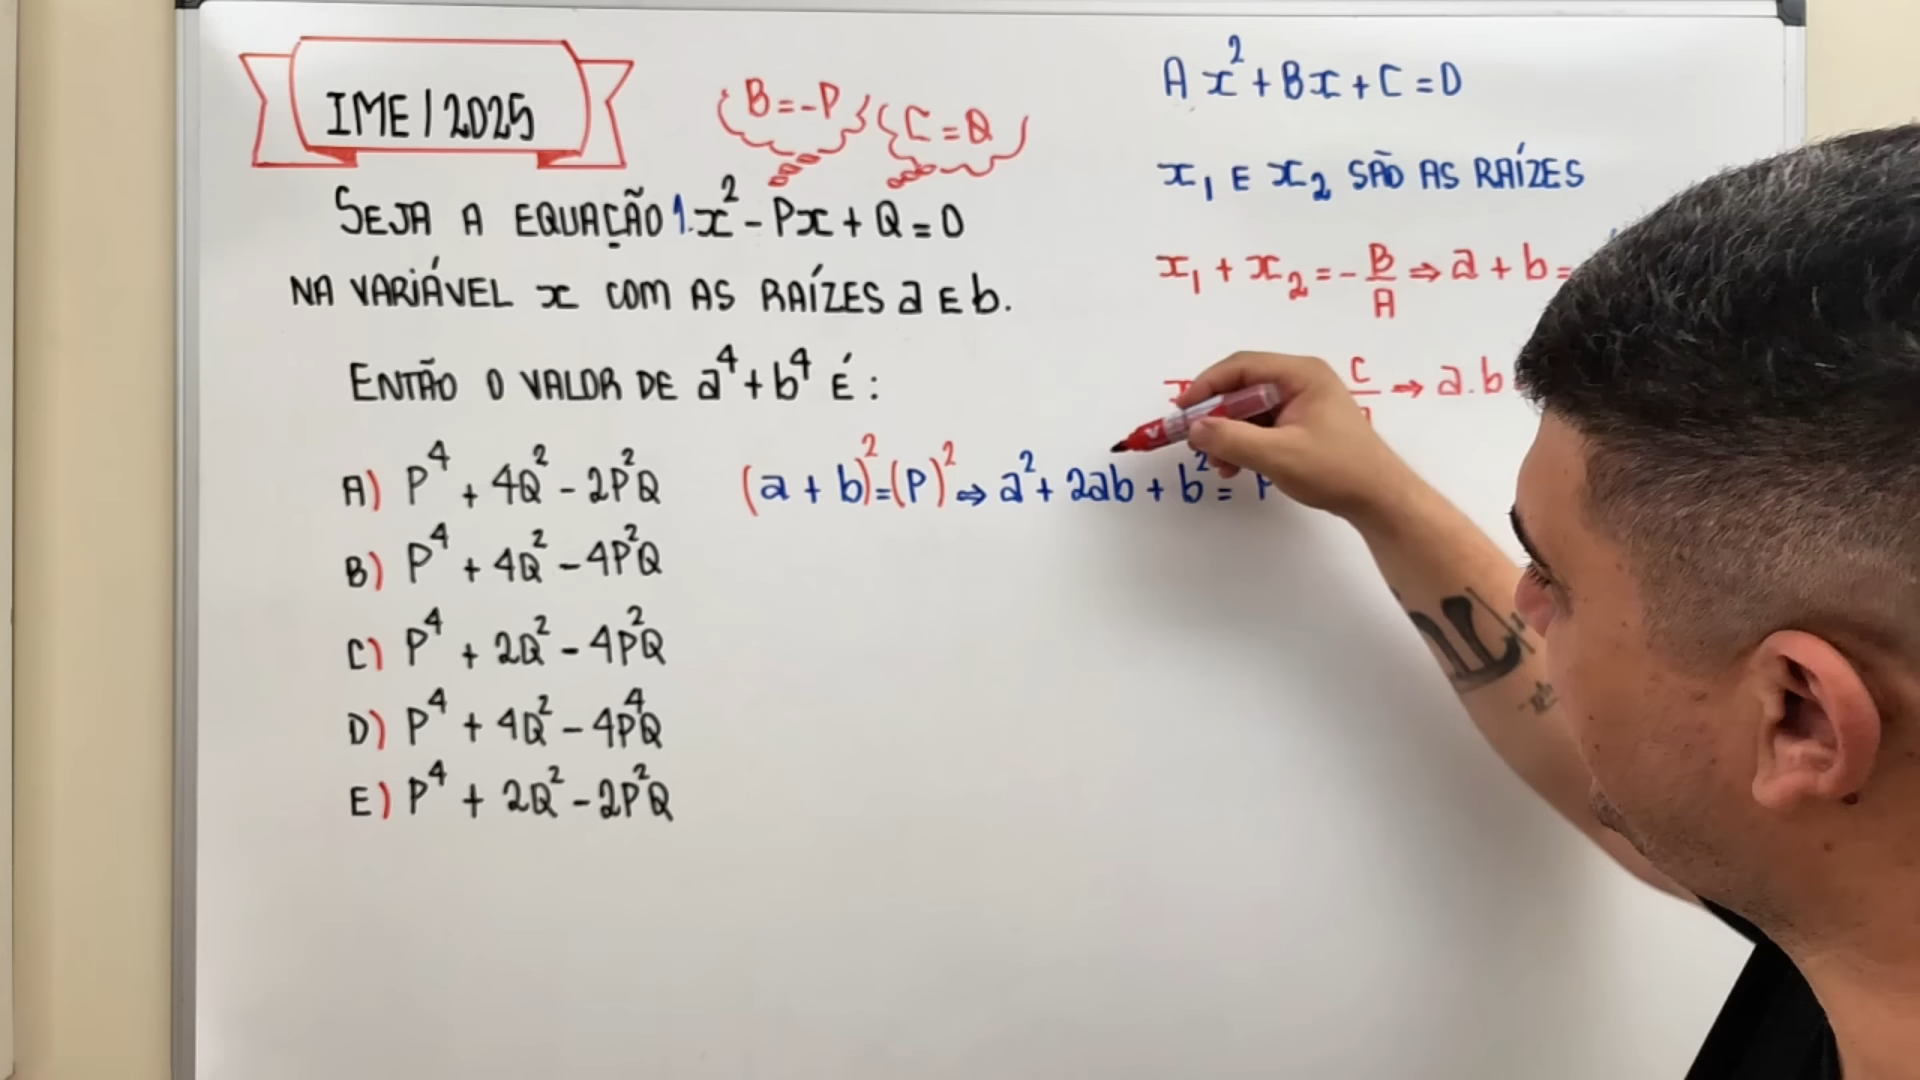 IME/2025
B=-P
C=Q
SEJA A EQUAÇÃO 1.x²-Px+Q=0
NA VARIÁVEL x COM AS RAÍZES a E b.
ENTÃO O VALOR DE a⁴+b⁴ É:
A) P⁴+4Q²-2P²Q
B) P⁴+4Q²-4P²Q
C) P⁴+2Q²-4P²Q
D) P⁴+4Q²-4P⁴Q
E) P⁴+2Q²-2P²Q
Ax²+Bx+C=0
x₁ E x₂ SÃO AS RAÍZES
x₁+x₂=-B/A⇒a+b=
C ⇒a.b
(a+b)²=(P)²⇒a²+2ab+b²=